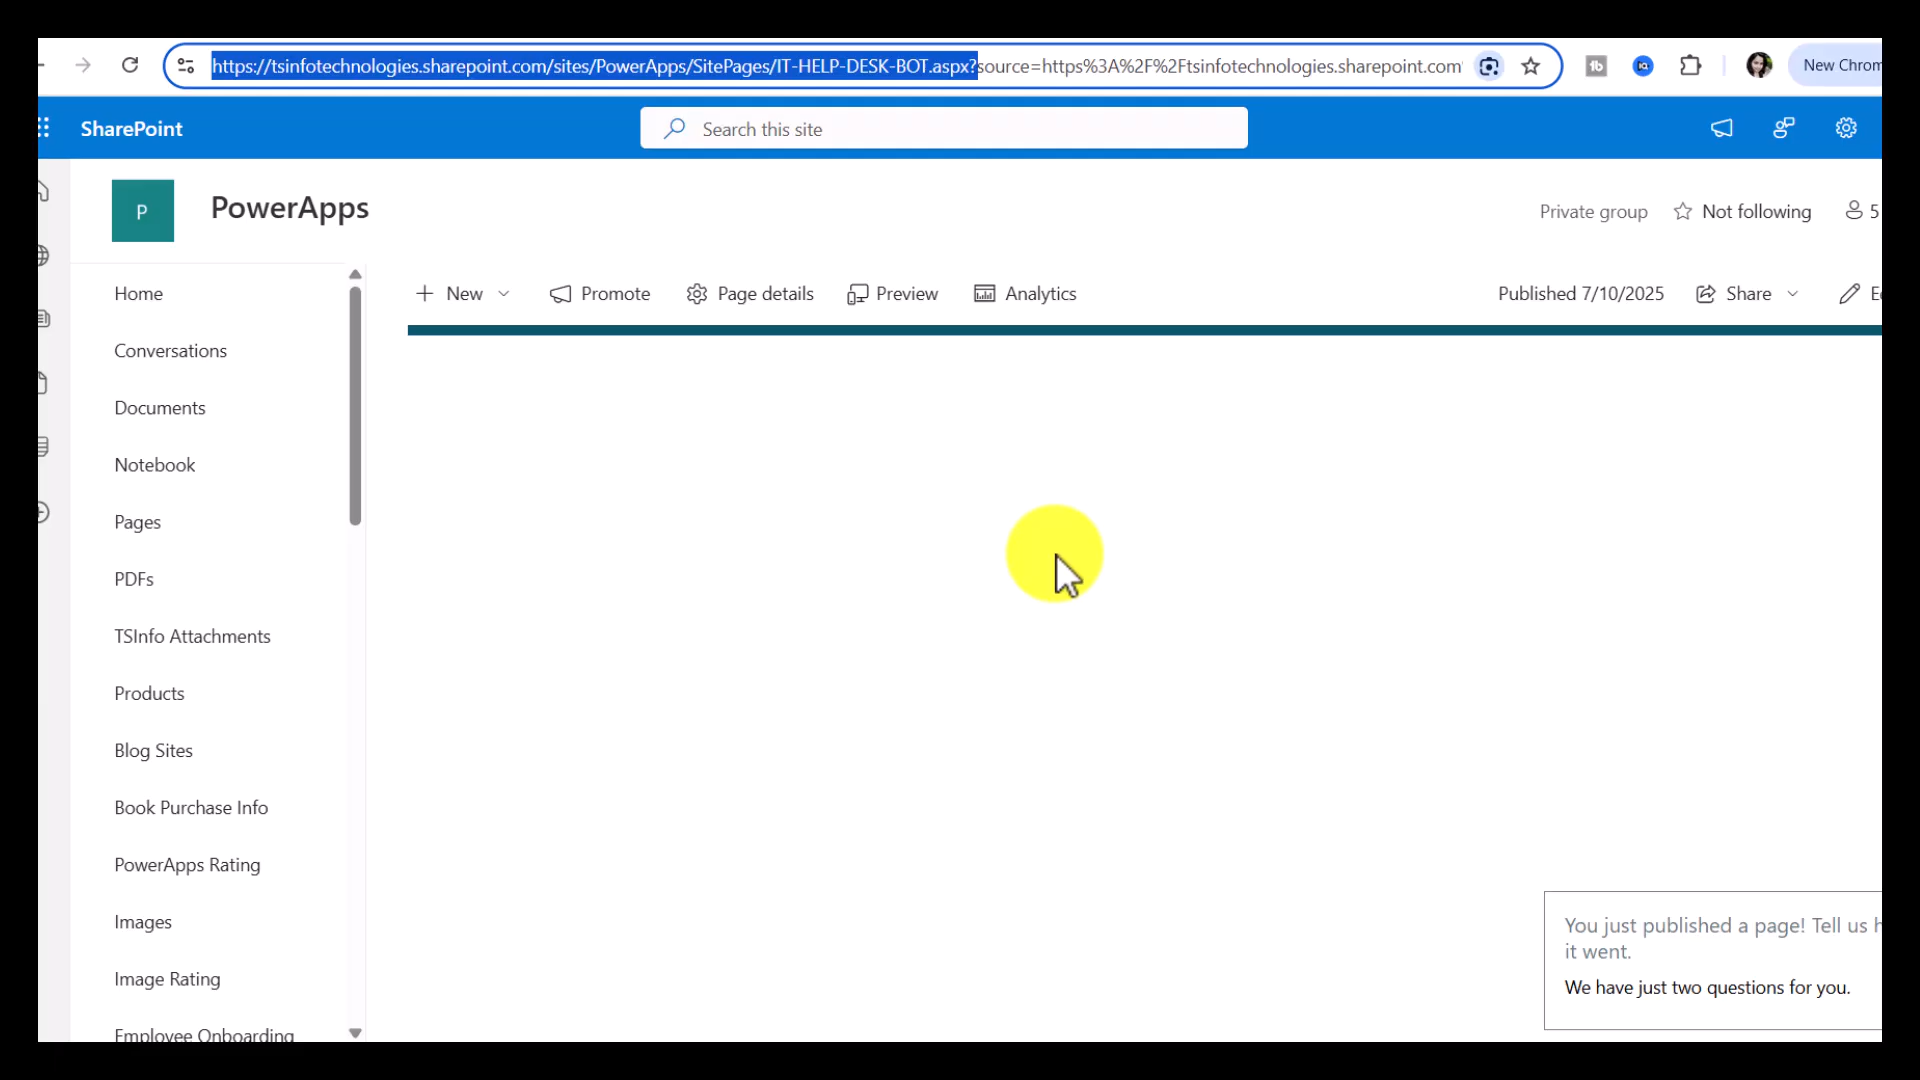 https://tsinfotechnologies.sharepoint.com/sites/PowerApps/SitePages/IT-HELP-DESK-BOT.aspx?source=https%3A%2F%2Ftsinfotechnologies.sharepoint.com
New Chrom
SharePoint
Search this site
P
PowerApps
Private group
Not following
5
Home
Conversations
Documents
Notebook
Pages
PDFs
TSInfo Attachments
Products
Blog Sites
Book Purchase Info
PowerApps Rating
Images
Image Rating
Employee Onboarding
New
Promote
Page details
Preview
Analytics
Published 7/10/2025
Share
You just published a page! Tell us
it went.
We have just two questions for you.